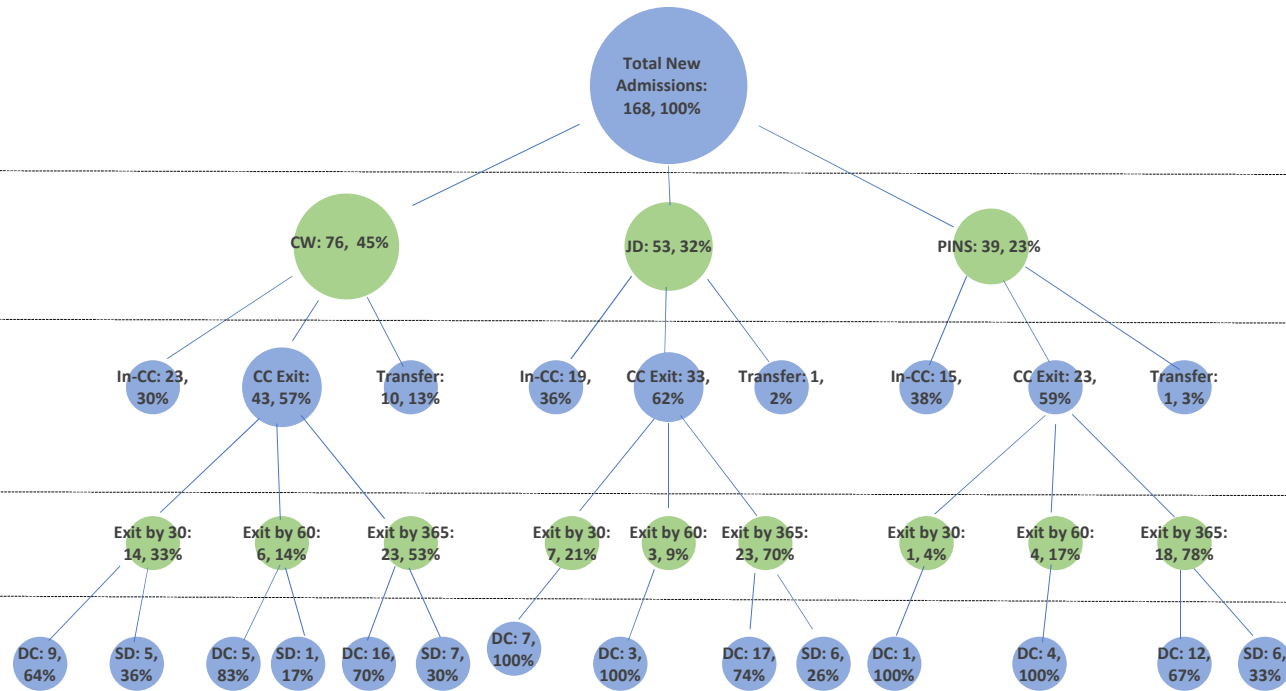 Total New
Admissions:
168, 100%
CW: 76, 45%
JD: 53, 32%
PINS: 39, 23%
In-CC: 23,
30%
CC Exit:
43, 57%
Transfer:
10, 13%
In-CC: 19,
36%
CC Exit: 33,
62%
Transfer: 1,
2%
In-CC: 15,
38%
CC Exit: 23,
59%
Transfer:
1, 3%
Exit by 30:
14, 33%
Exit by 60:
6, 14%
Exit by 365:
23, 53%
Exit by 30:
7, 21%
Exit by 60:
3, 9%
Exit by 365:
23, 70%
Exit by 30:
1, 4%
Exit by 60:
4, 17%
Exit by 365:
18, 78%
DC: 9,
64%
SD: 5,
36%
DC: 5,
83%
SD: 1,
17%
DC: 16,
70%
SD: 7,
30%
DC: 7,
100%
DC: 3,
100%
DC: 17,
74%
SD: 6,
26%
DC: 1,
100%
DC: 4,
100%
DC: 12,
67%
SD: 6,
33%